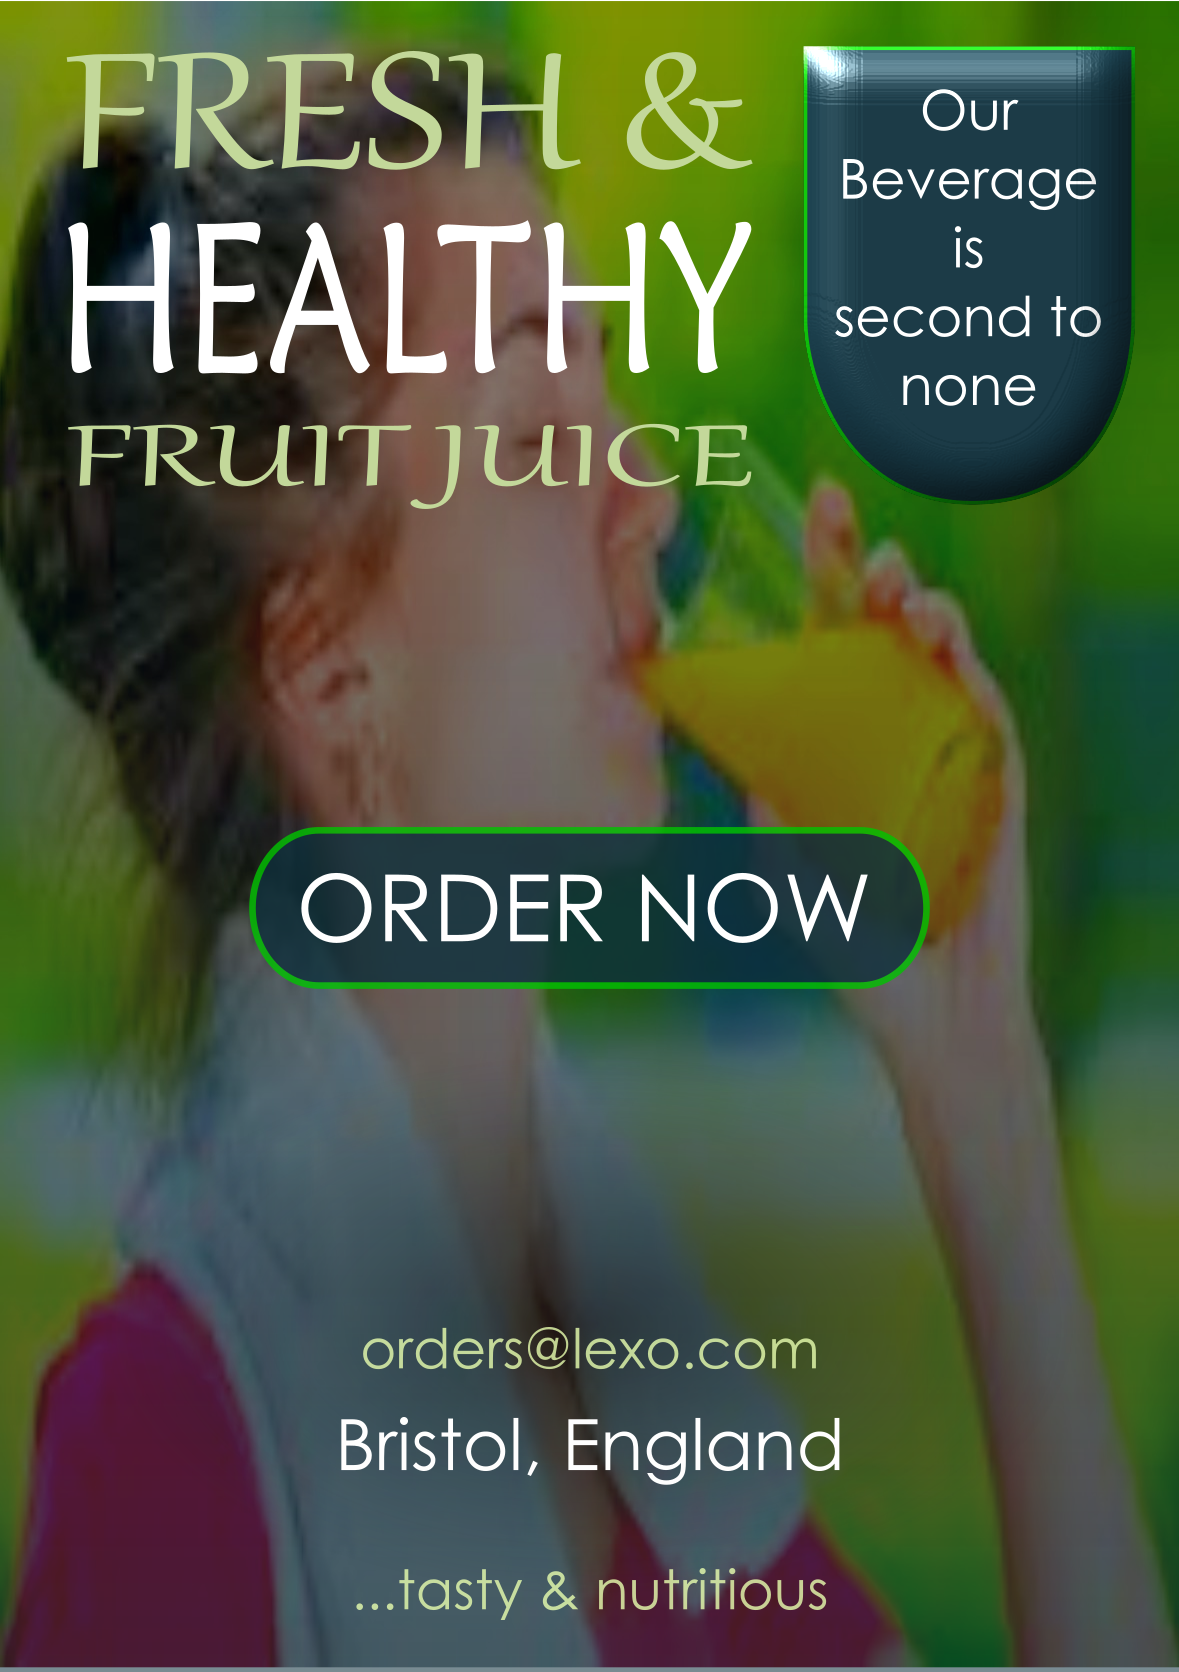 FRESH &
HEALTHY
FRUIT JUICE
Our
Beverage
is
second to
none
ORDER NOW
orders@lexo.com
Bristol, England
...tasty & nutritious